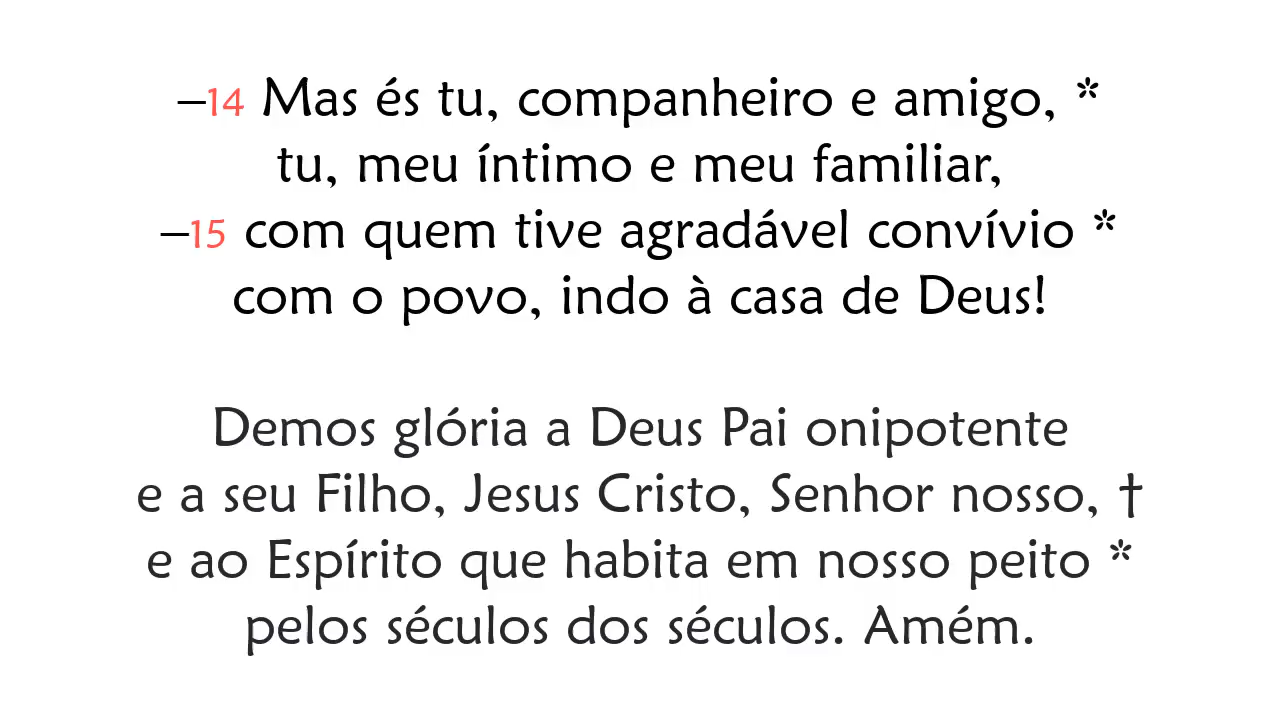 –14 Mas és tu, companheiro e amigo, *
tu, meu íntimo e meu familiar,
–15 com quem tive agradável convívio *
com o povo, indo à casa de Deus!
Demos glória a Deus Pai onipotente
e a seu Filho, Jesus Cristo, Senhor nosso, †
e ao Espírito que habita em nosso peito *
pelos séculos dos séculos. Amém.